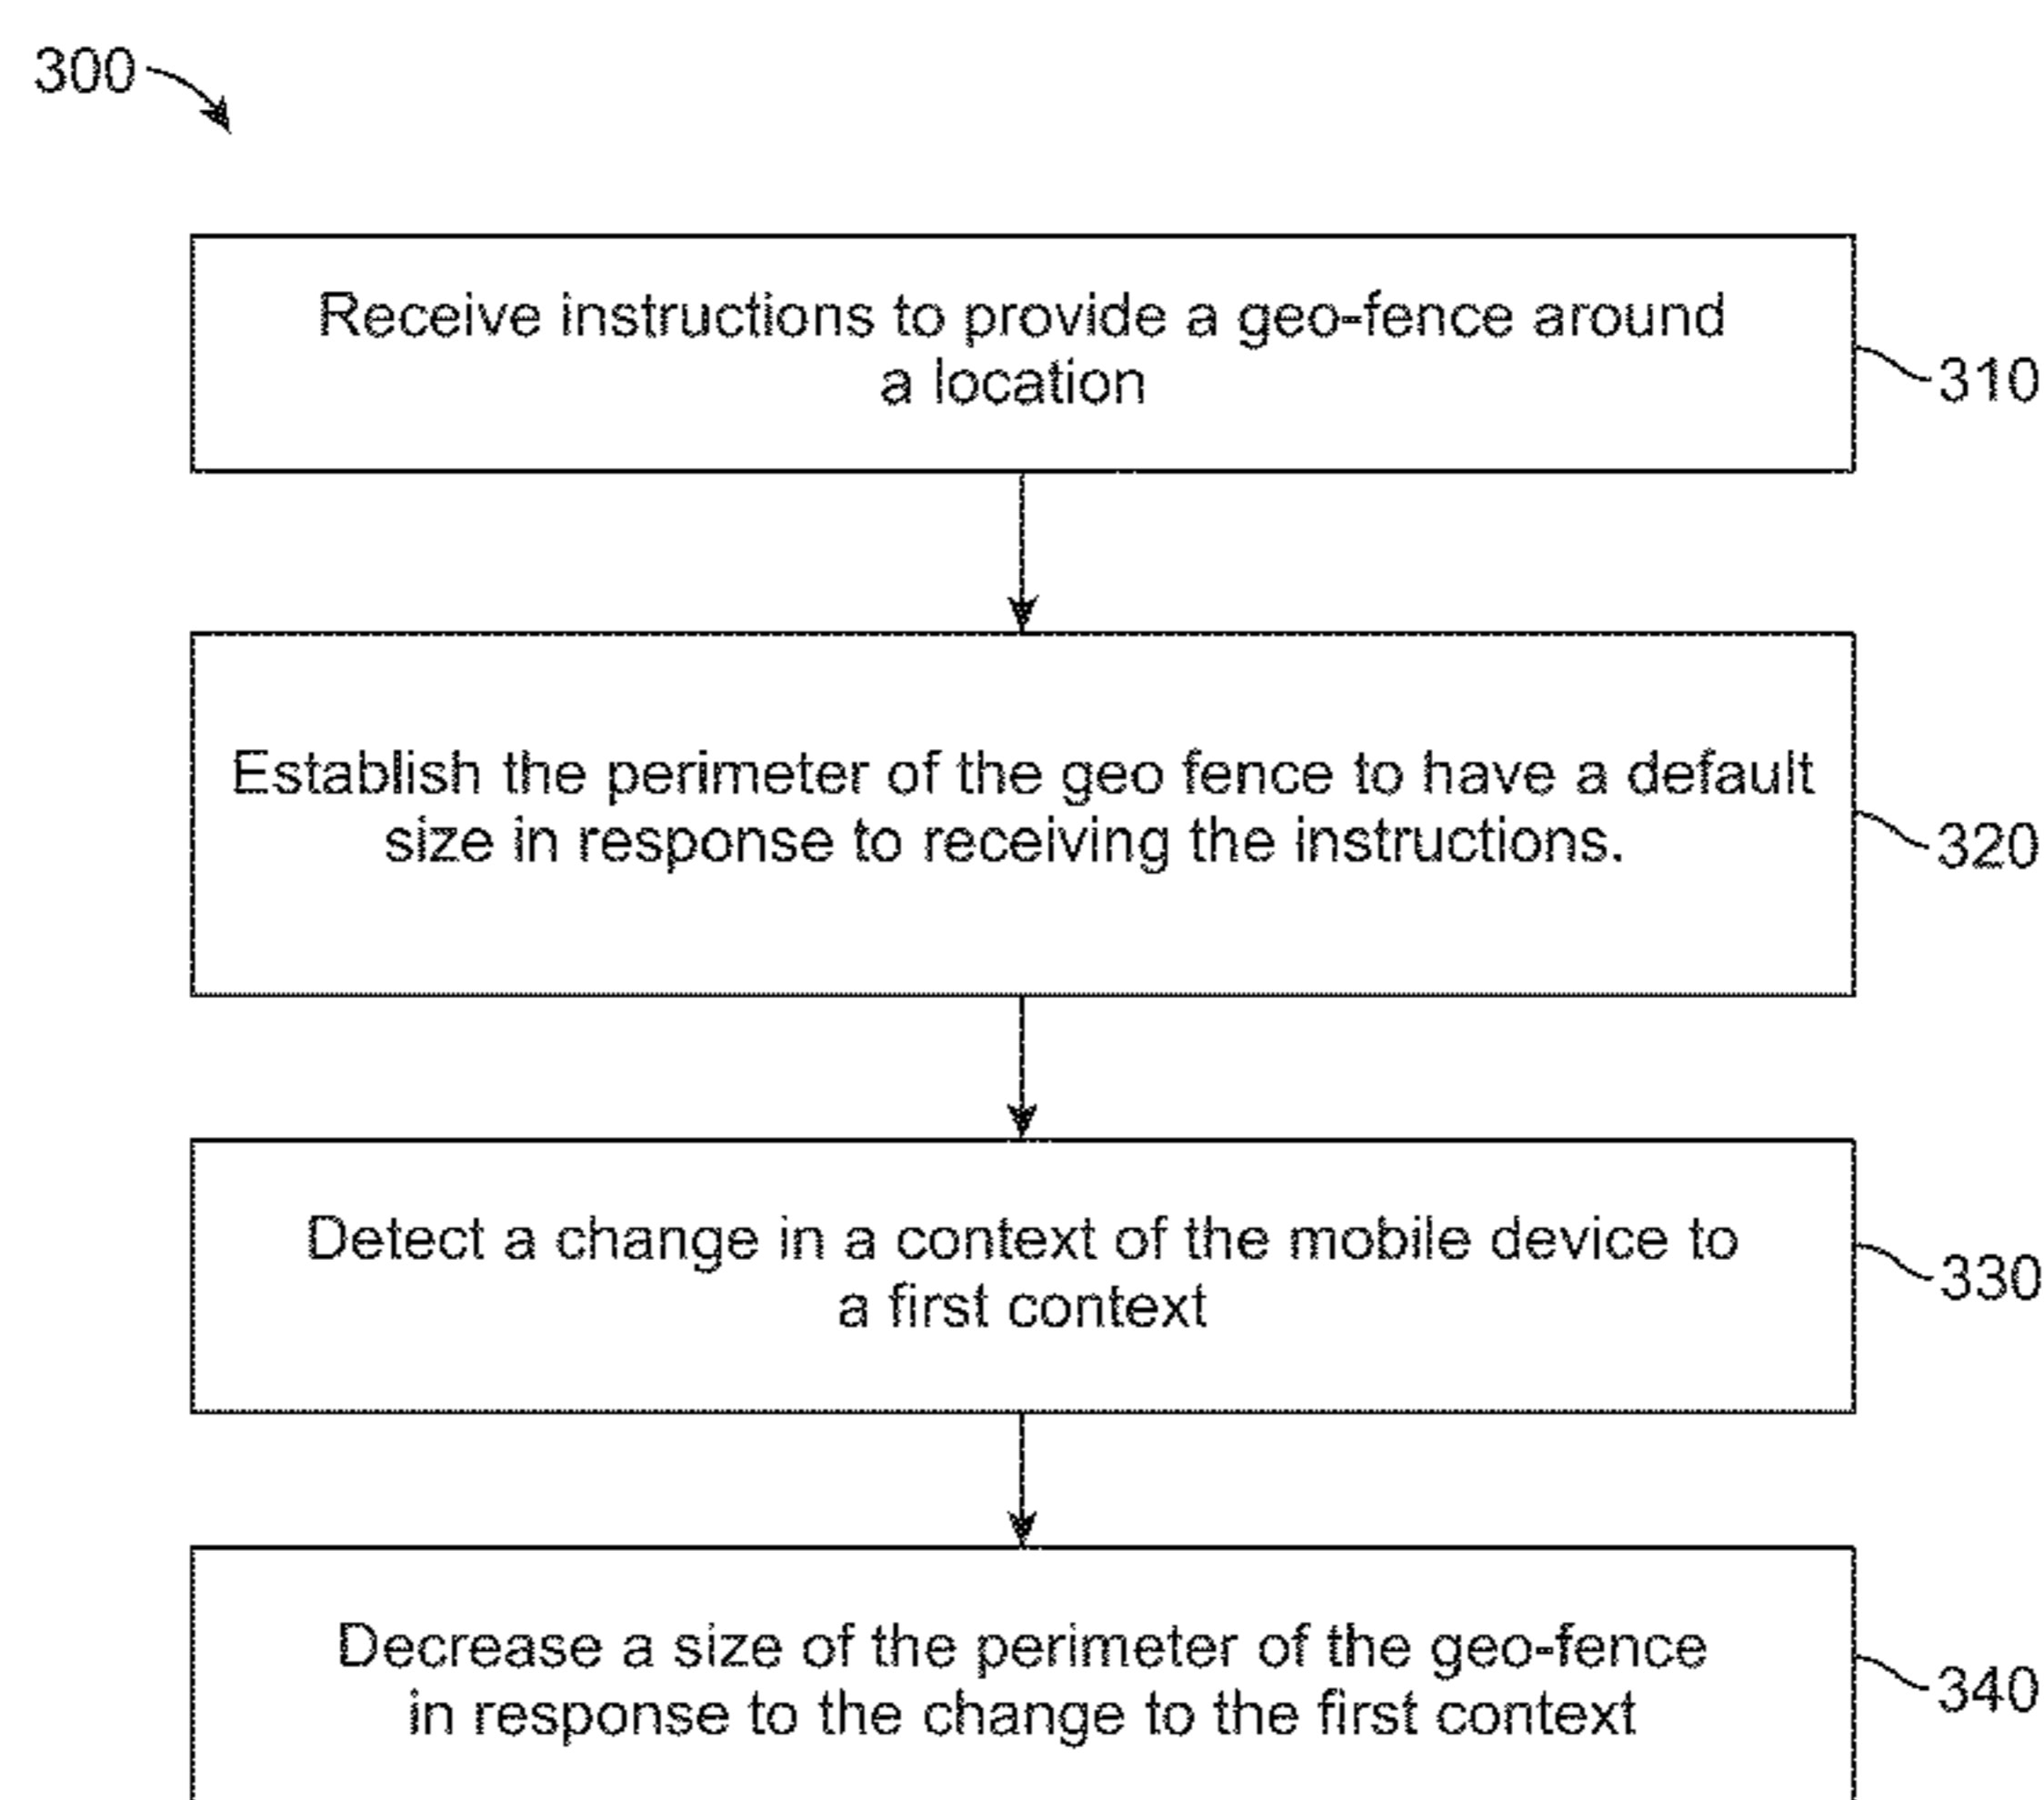 300
Receive instructions to provide a geo-fence around
a location
310
Establish the perimeter of the geo fence to have a default
size in response to receiving the instructions.
320
Detect a change in a context of the mobile device to
a first context
330
Decrease a size of the perimeter of the geo-fence
in response to the change to the first context
340